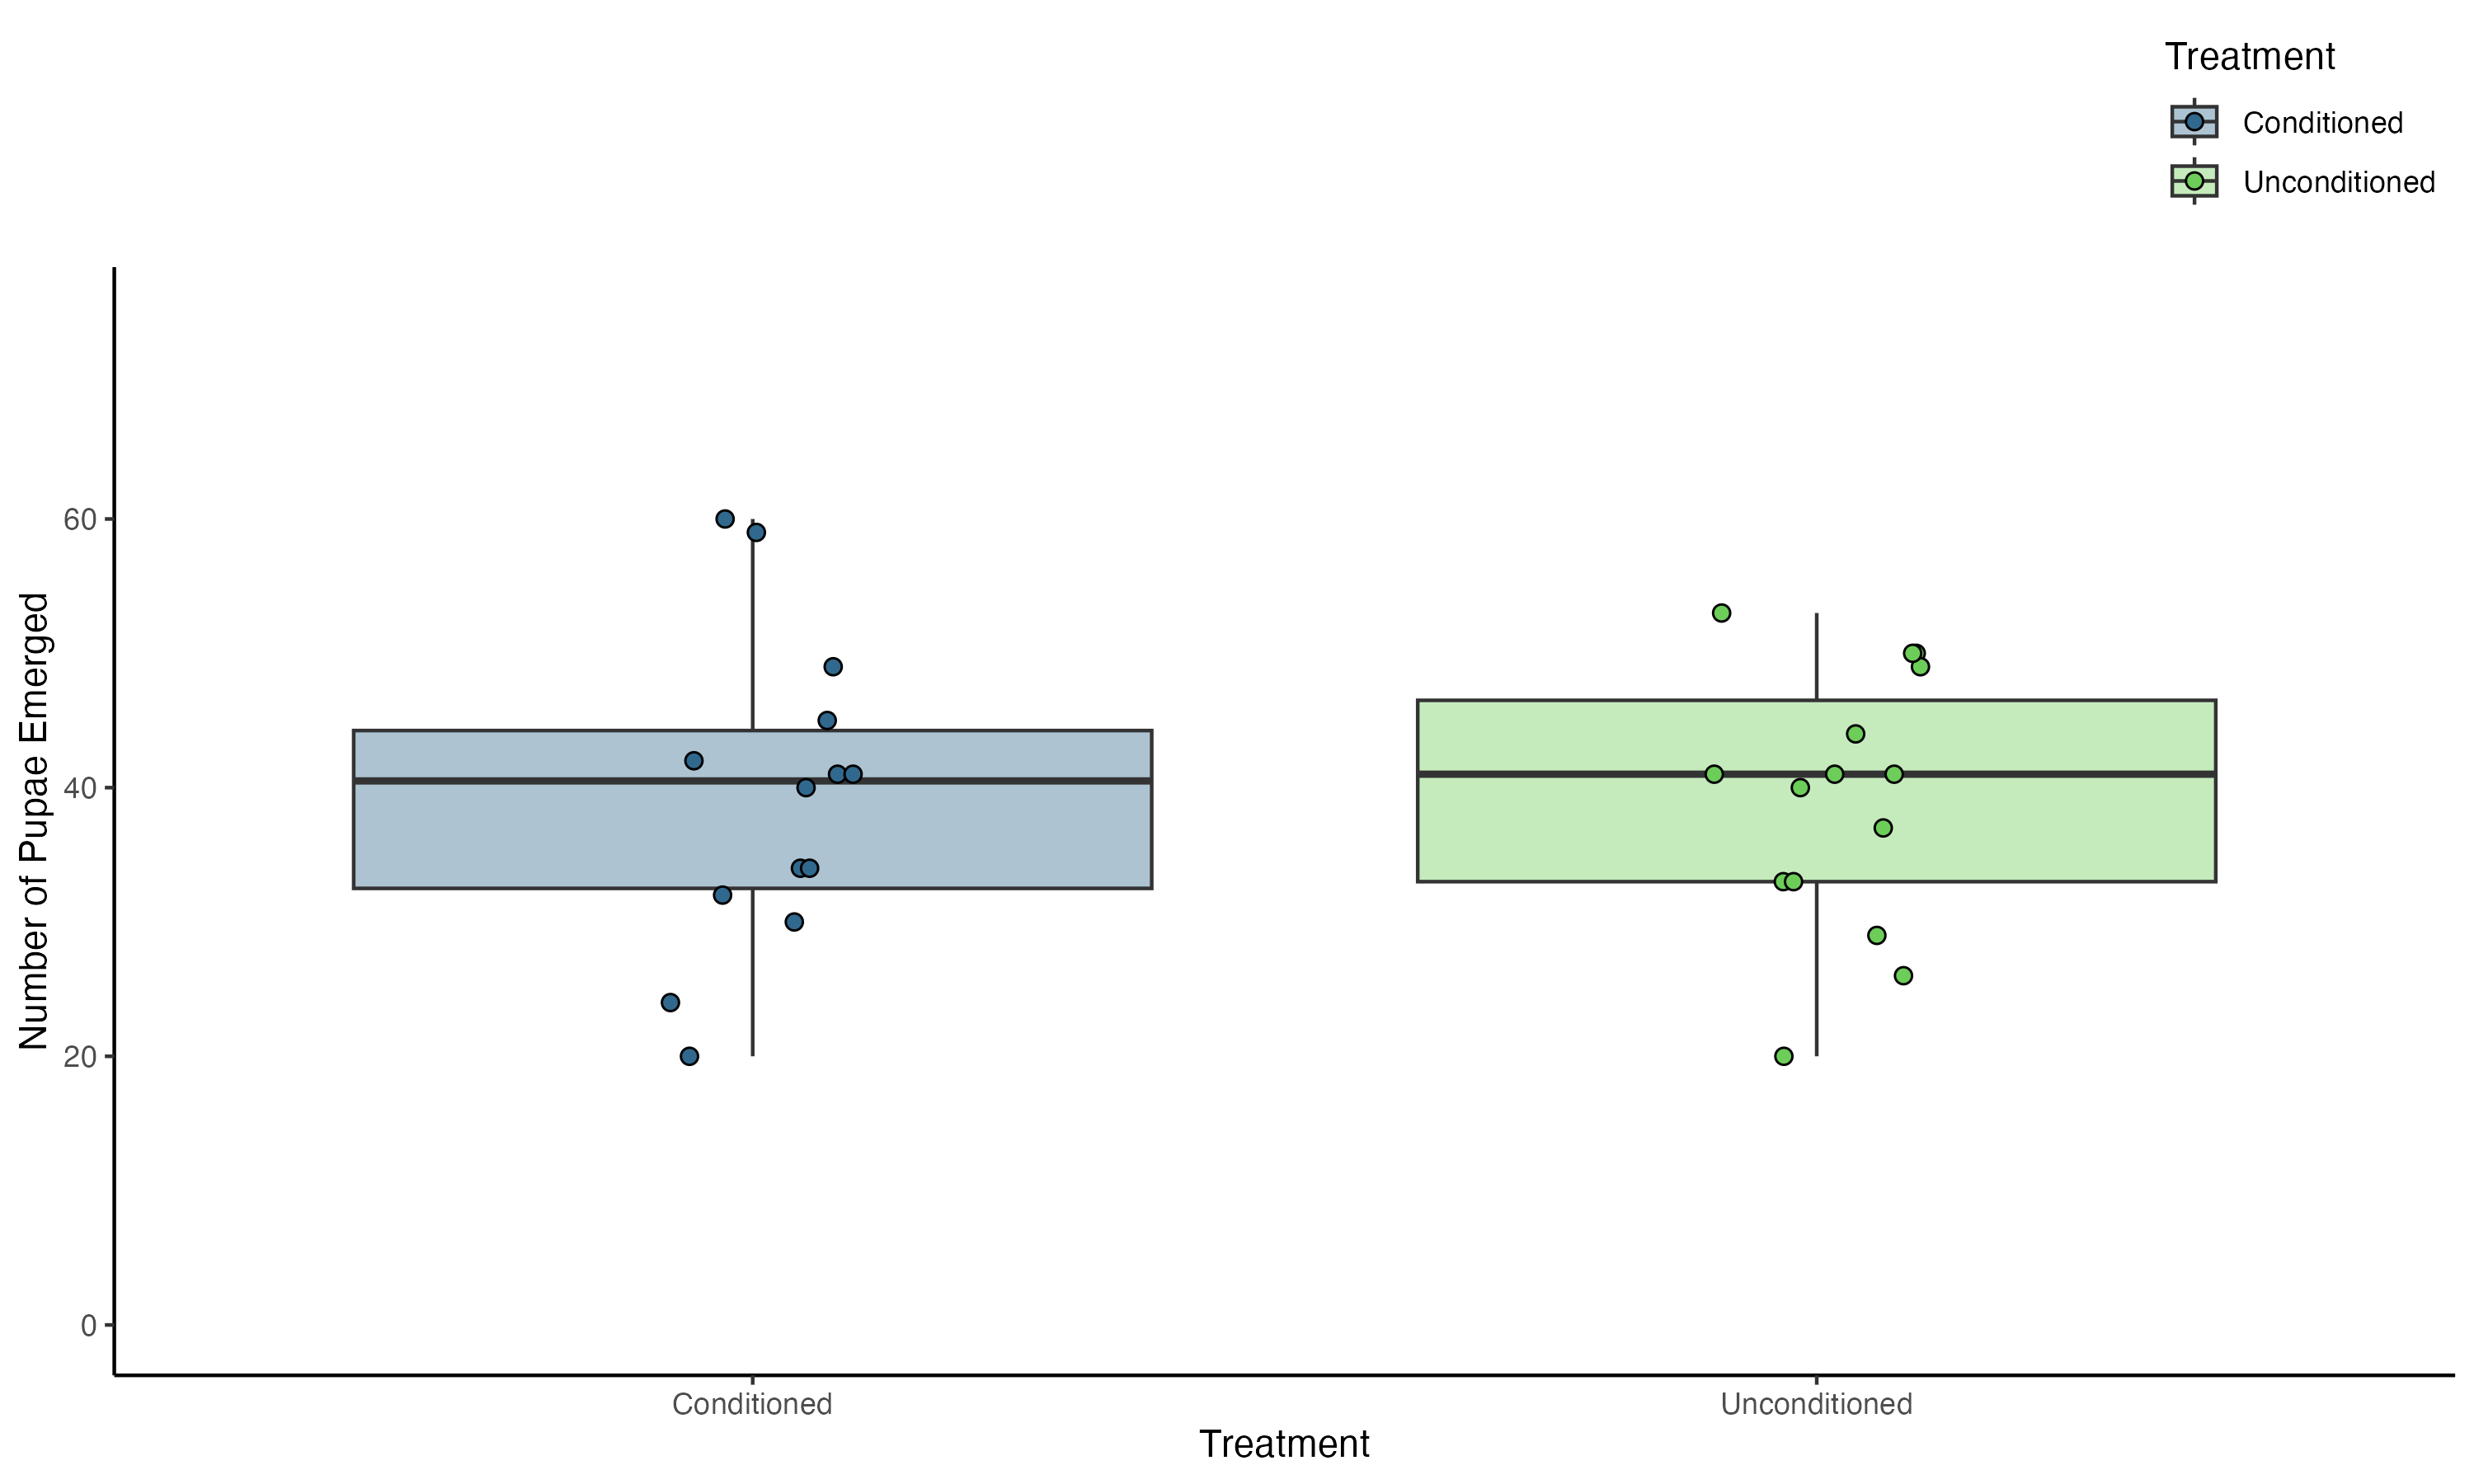 Treatment
Conditioned
Unconditioned
Number of Pupae Emerged
60
40
20
0
Conditioned
Unconditioned
Treatment